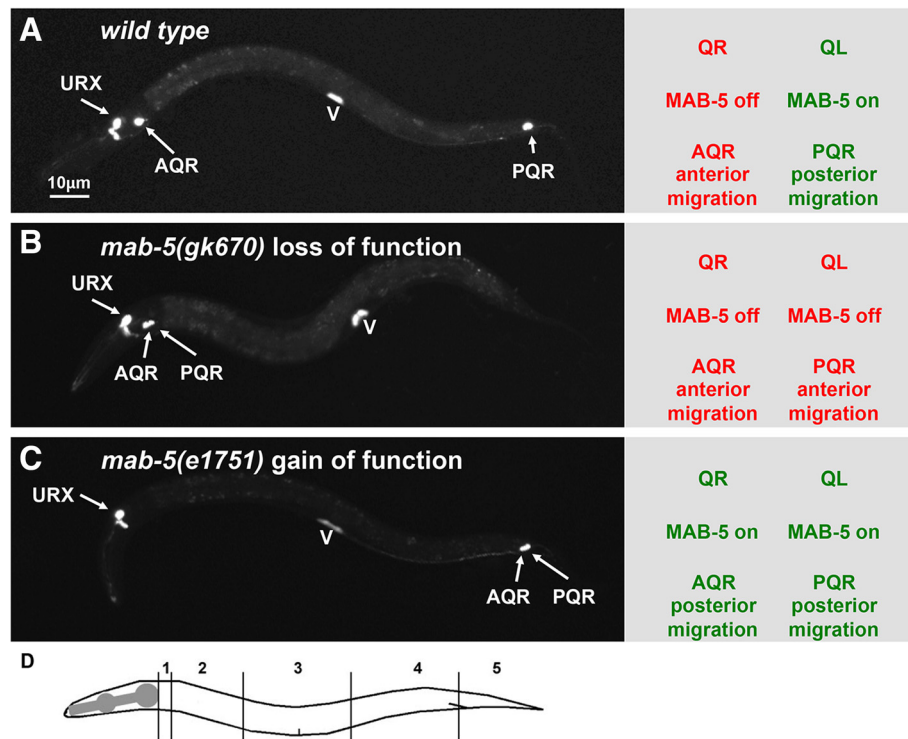 A wild type
URX
AQR
V
PQR
10μm
QR QL
MAB-5 off MAB-5 on
AQR PQR
anterior posterior
migration migration
B mab-5(gk670) loss of function
URX
AQR PQR
V
QR QL
MAB-5 off MAB-5 off
AQR PQR
anterior anterior
migration migration
C mab-5(e1751) gain of function
URX
V
AQR PQR
QR QL
MAB-5 on MAB-5 on
AQR PQR
posterior posterior
migration migration
D
1 2 3 4 5